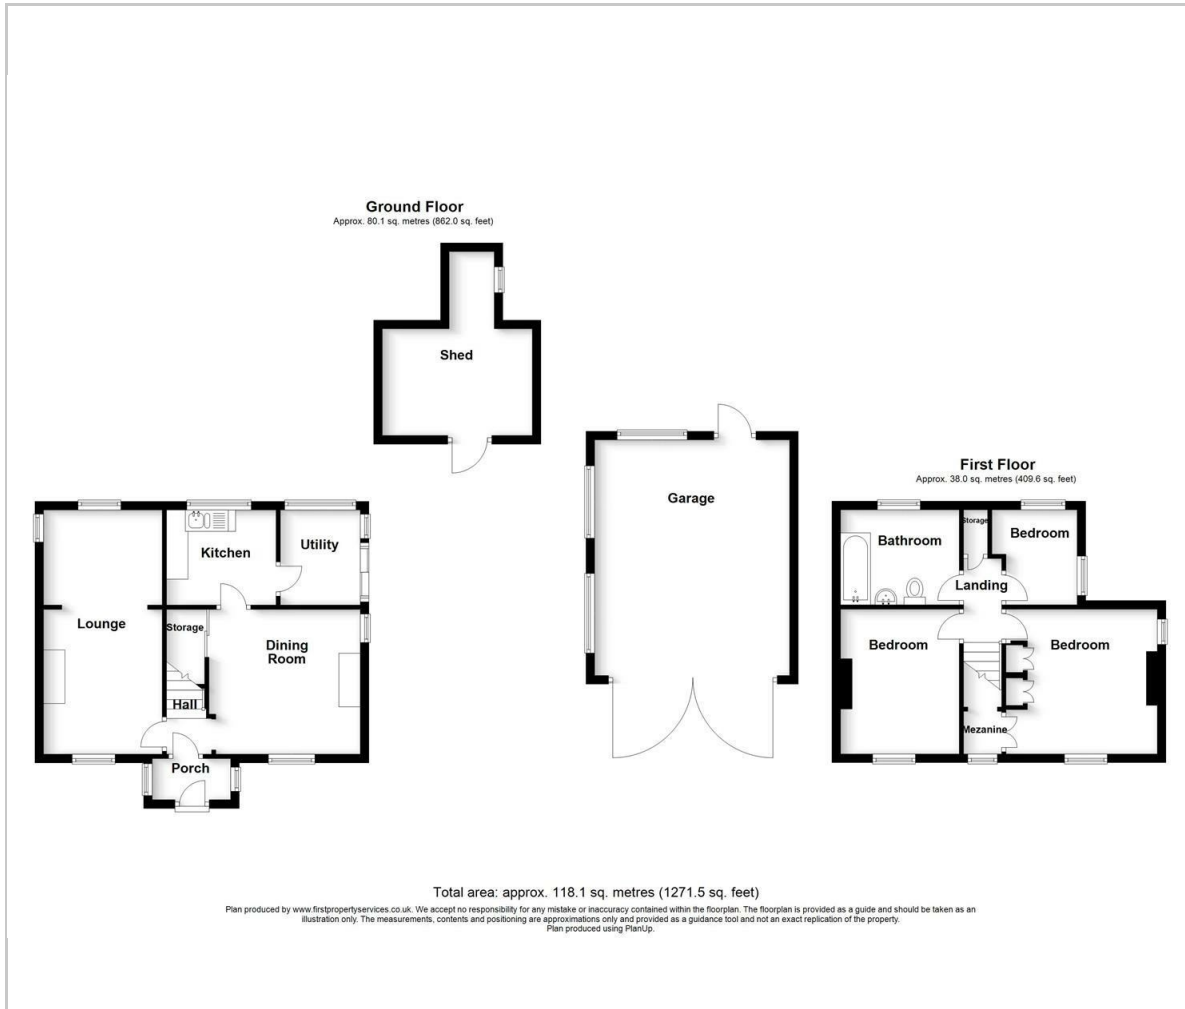 Ground Floor
Approx. 80.1 sq. metres (862.0 sq. feet)
Shed
Garage
Kitchen
Utility
Lounge
Storage
Dining
Room
Hall
Porch
First Floor
Approx. 38.0 sq. metres (409.6 sq. feet)
Storage
Bedroom
Bathroom
Landing
Bedroom
Bedroom
Mezanine
Total area: approx. 118.1 sq. metres (1271.5 sq. feet)
Plan produced by www.firstpropertyservices.co.uk. We accept no responsibility for any mistake or inaccuracy contained within the floorplan. The floorplan is provided as a guide and should be taken as an
illustration only. The measurements, contents and positioning are approximations only and provided as a guidance tool and not an exact replication of the property.
Plan produced using PlanUp.